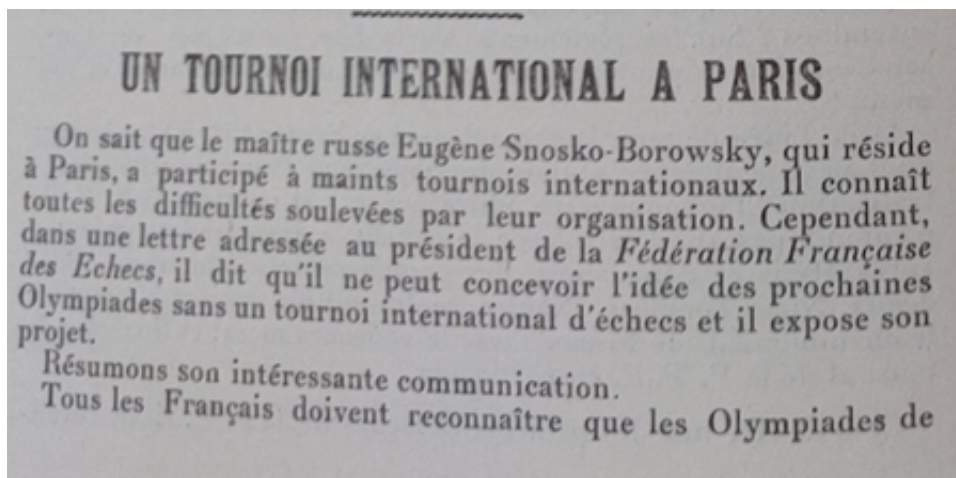 UN TOURNOI INTERNATIONAL A PARIS
On sait que le maître russe Eugène Snosko-Borowsky, qui réside
à Paris, a participé à maints tournois internationaux. Il connaît
toutes les difficultés soulevées par leur organisation. Cependant,
dans une lettre adressée au président de la Fédération Française
des Echecs, il dit qu'il ne peut concevoir l'idée des prochaines
Olympiades sans un tournoi international d'échecs et il expose son
projet.
Résumons son intéressante communication.
Tous les Français doivent reconnaître que les Olympiades de